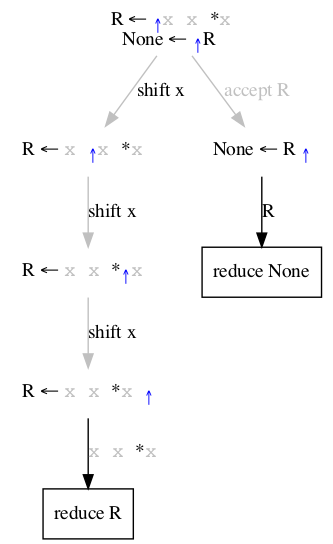 R ← ↑x x *x
None ← ↑R
shift x
accept R
R ← x ↑x *x
None ← R ↑
shift x
R
R ← x x *↑x
reduce None
shift x
R ← x x *x ↑
x x *x
reduce R